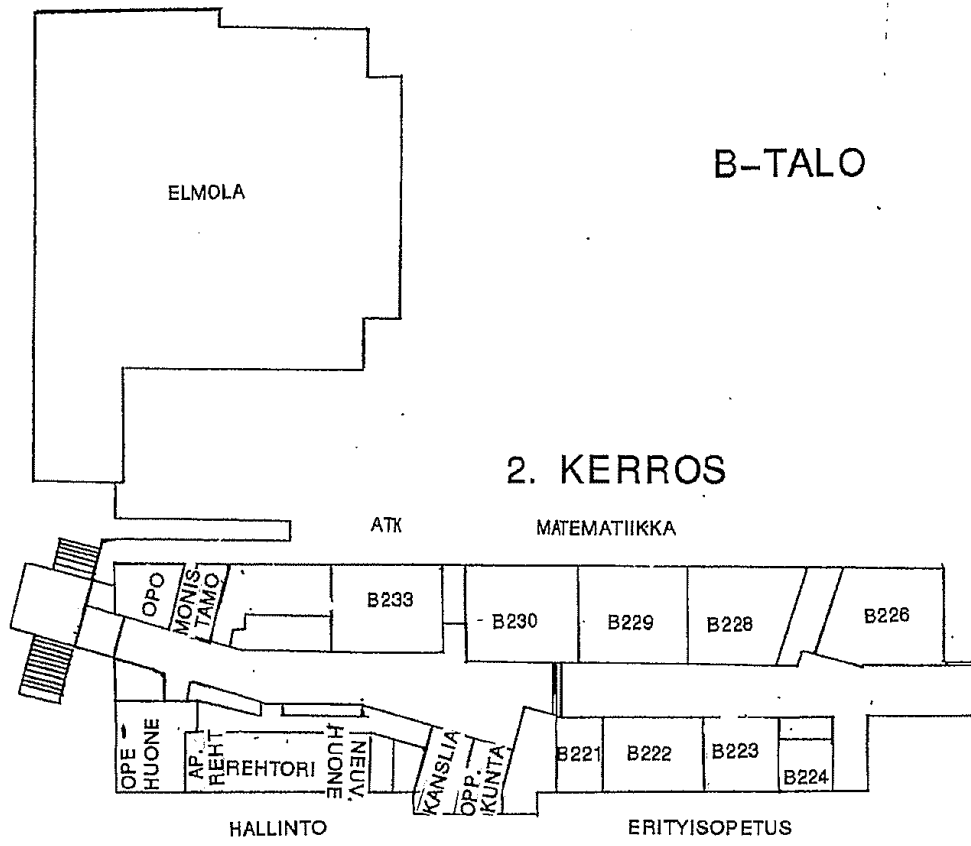 B-TALO
ELMOLA
2. KERROS
ATK
MATEMATIIKKA
OPO
MONIS
TAMO
B233
B230
B229
B228
B226
OPE-
HUONE
AP.
REHT
REHTORI
NEUV.
HUONE
KANSLIA
OPP.
KUNTA
B221
B222
B223
B224
HALLINTO
ERITYISOPETUS